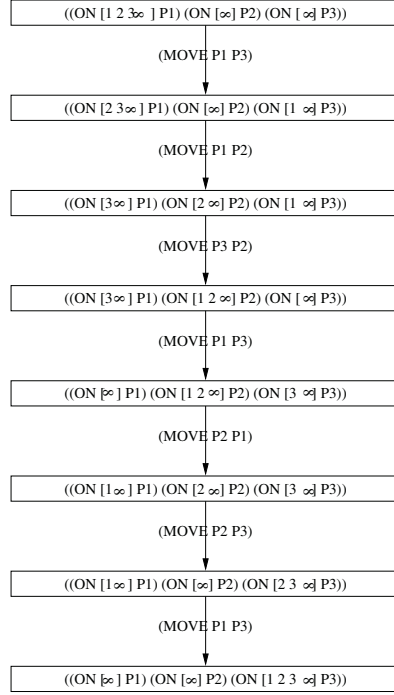 ((ON [1 2 3∞ ] P1) (ON [∞] P2) (ON [ ∞] P3))
(MOVE P1 P3)
((ON [2 3∞ ] P1) (ON [∞] P2) (ON [1 ∞] P3))
(MOVE P1 P2)
((ON [3∞ ] P1) (ON [2 ∞] P2) (ON [1 ∞] P3))
(MOVE P3 P2)
((ON [3∞ ] P1) (ON [1 2 ∞] P2) (ON [ ∞] P3))
(MOVE P1 P3)
((ON [∞ ] P1) (ON [1 2 ∞] P2) (ON [3 ∞] P3))
(MOVE P2 P1)
((ON [1∞ ] P1) (ON [2 ∞] P2) (ON [3 ∞] P3))
(MOVE P2 P3)
((ON [1∞ ] P1) (ON [∞] P2) (ON [2 3 ∞] P3))
(MOVE P1 P3)
((ON [∞ ] P1) (ON [∞] P2) (ON [1 2 3 ∞] P3))